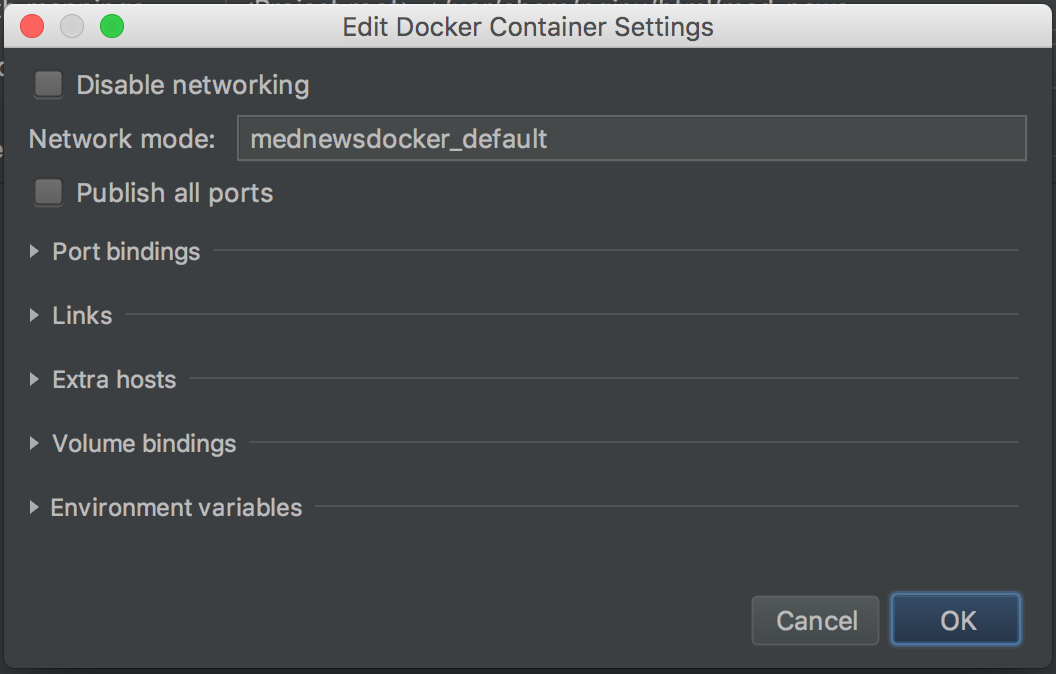 Edit Docker Container Settings
Disable networking
Network mode: mednewsdocker_default
Publish all ports
Port bindings
Links
Extra hosts
Volume bindings
Environment variables
Cancel OK